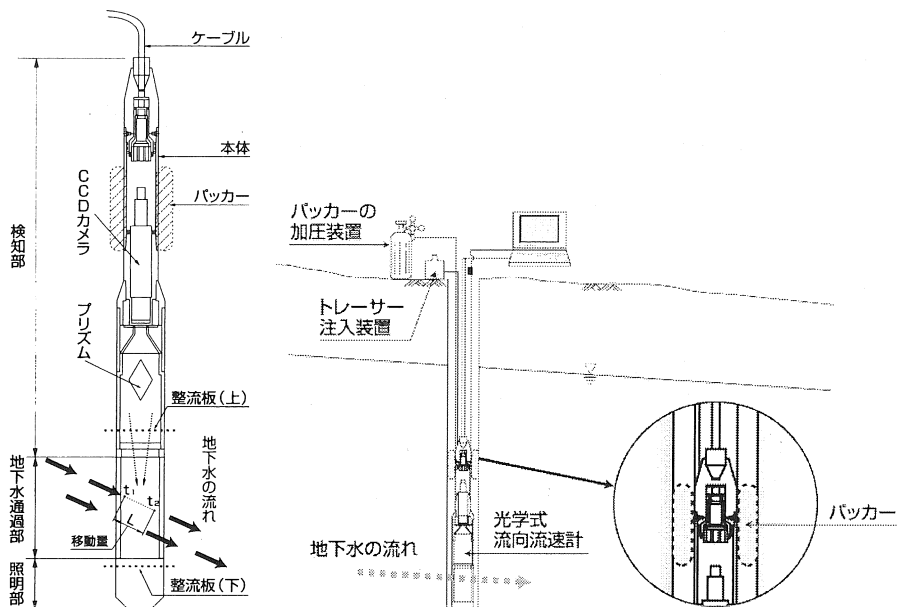 ケーブル
本体
パッカー
CCDカメラ
検知部
プリズム
整流板(上)
地下水の流れ
地下水通過部
t₁
t₂
L
移動量
照明部
整流板(下)
パッカーの
加圧装置
トレーサー
注入装置
光学式
流向流速計
地下水の流れ
パッカー